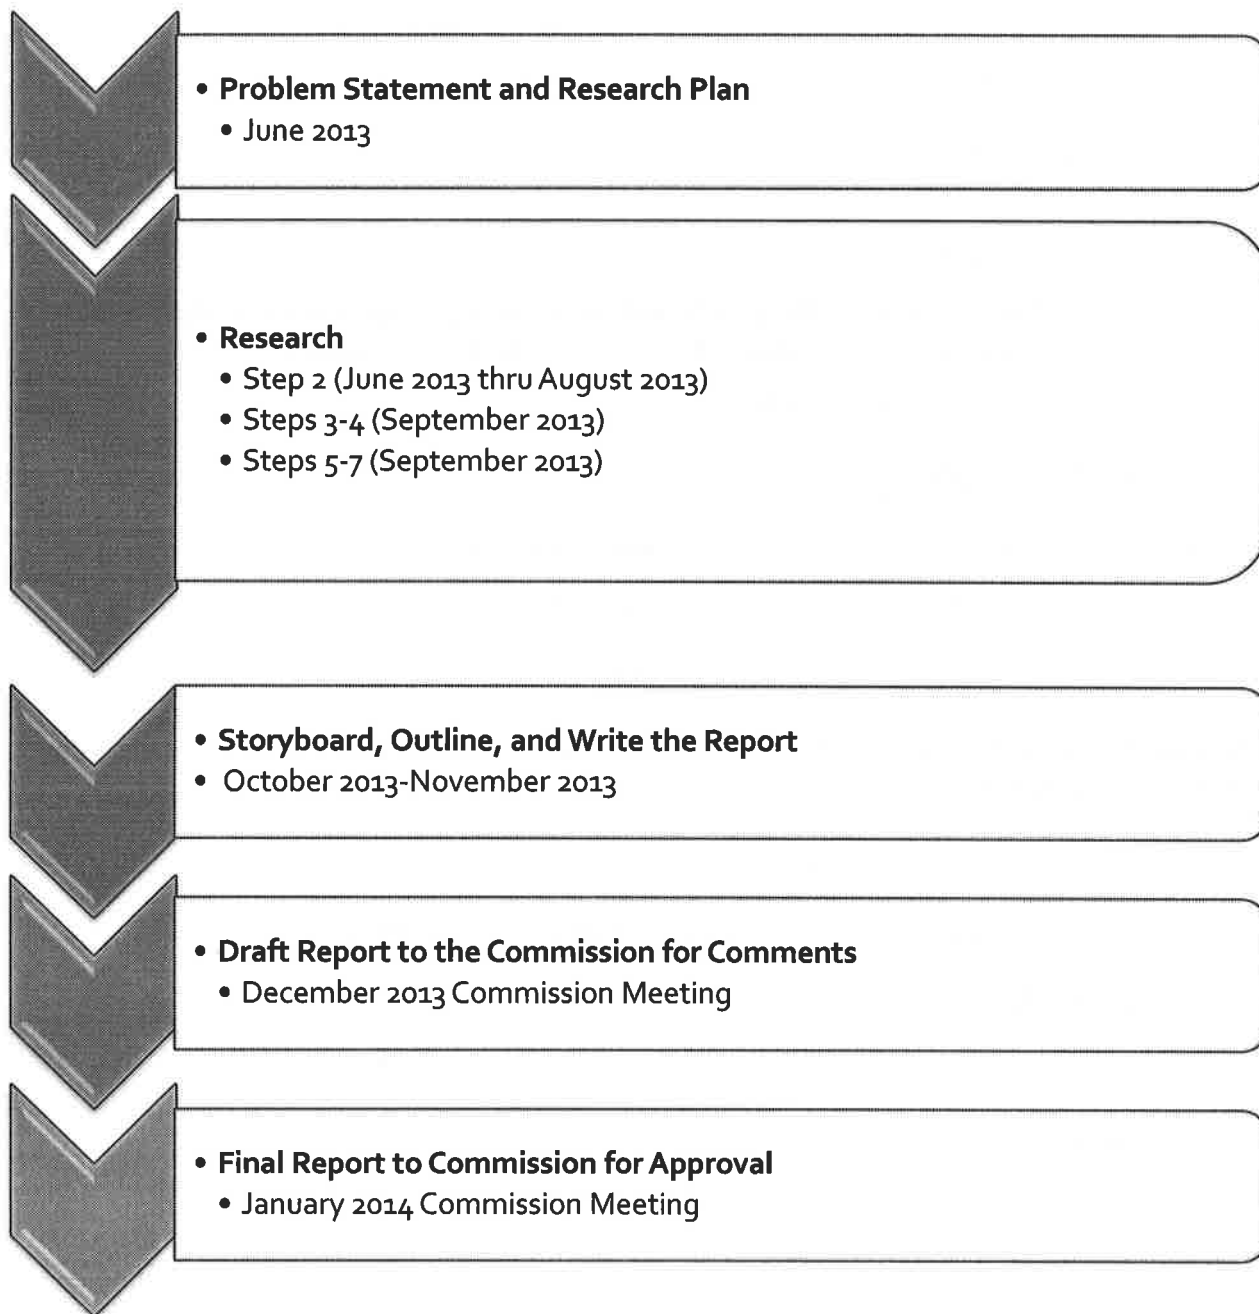 • Problem Statement and Research Plan
• June 2013
• Research
• Step 2 (June 2013 thru August 2013)
• Steps 3-4 (September 2013)
• Steps 5-7 (September 2013)
• Storyboard, Outline, and Write the Report
• October 2013-November 2013
• Draft Report to the Commission for Comments
• December 2013 Commission Meeting
• Final Report to Commission for Approval
• January 2014 Commission Meeting